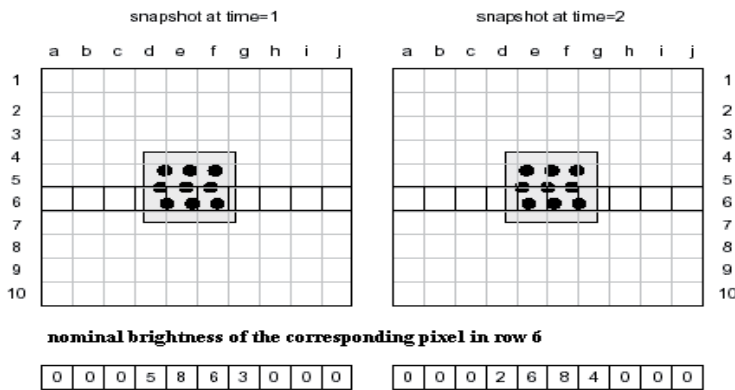 snapshot at time=1
snapshot at time=2
a b c d e f g h i j
a b c d e f g h i j
1 1
2 2
3 3
4 4
5 5
6 6
7 7
8 8
9 9
10 10
nominal brightness of the corresponding pixel in row 6
0 0 0 5 8 6 3 0 0 0
0 0 0 2 6 8 4 0 0 0